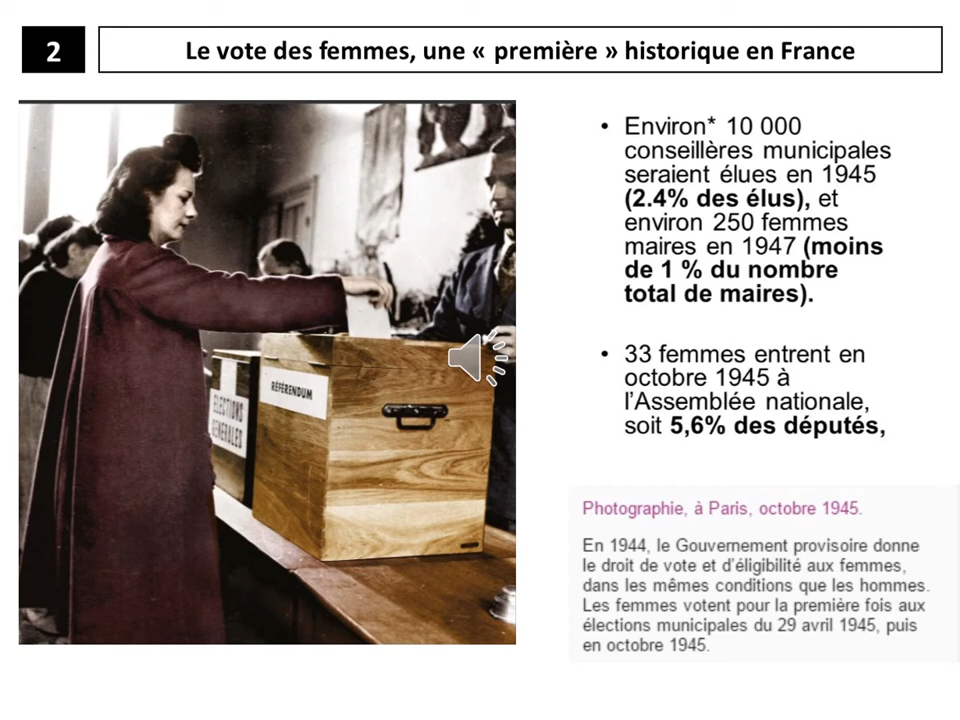 2
Le vote des femmes, une « première » historique en France
• Environ* 10 000
conseillères municipales
seraient élues en 1945
(2.4% des élus), et
environ 250 femmes
maires en 1947 (moins
de 1 % du nombre
total de maires).
• 33 femmes entrent en
octobre 1945 à
l'Assemblée nationale,
soit 5,6% des députés,
RÉFÉRENDUM
ELECTIONS
GENERALES
Photographie, à Paris, octobre 1945.
En 1944, le Gouvernement provisoire donne
le droit de vote et d'éligibilité aux femmes,
dans les mêmes conditions que les hommes.
Les femmes votent pour la première fois aux
élections municipales du 29 avril 1945, puis
en octobre 1945.